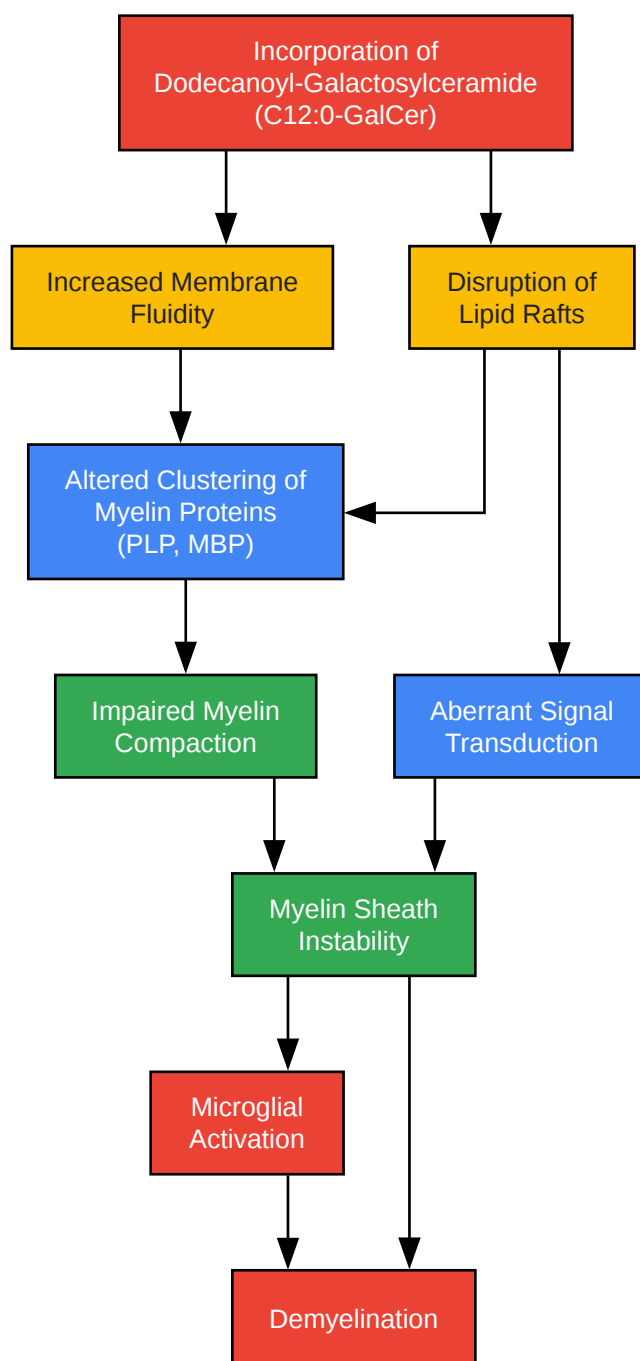 Incorporation of
Dodecanoyl-Galactosylceramide
(C12:0-GalCer)
Increased Membrane
Fluidity
Disruption of
Lipid Rafts
Altered Clustering of
Myelin Proteins
(PLP, MBP)
Impaired Myelin
Compaction
Aberrant Signal
Transduction
Myelin Sheath
Instability
Microglial
Activation
Demyelination